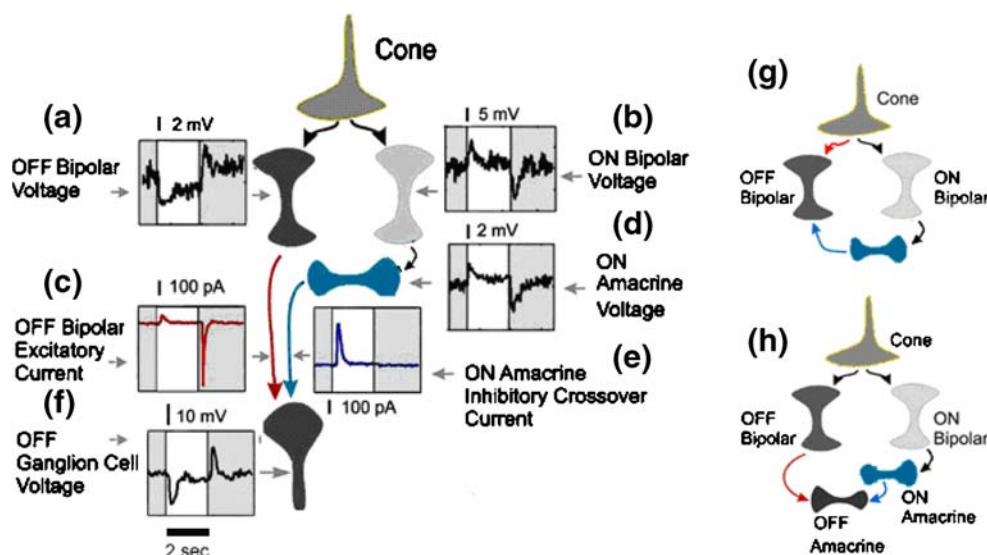 Cone
(a)
2 mV
OFF Bipolar
Voltage
(b)
5 mV
ON Bipolar
Voltage
(c)
100 pA
OFF Bipolar
Excitatory
Current
(d)
2 mV
ON
Amacrine
Voltage
(e)
ON Amacrine
Inhibitory Crossover
Current
100 pA
(f)
10 mV
OFF
Ganglion Cell
Voltage
2 sec
(g)
Cone
OFF
Bipolar
ON
Bipolar
(h)
Cone
OFF
Bipolar
ON
Bipolar
ON
Amacrine
OFF
Amacrine